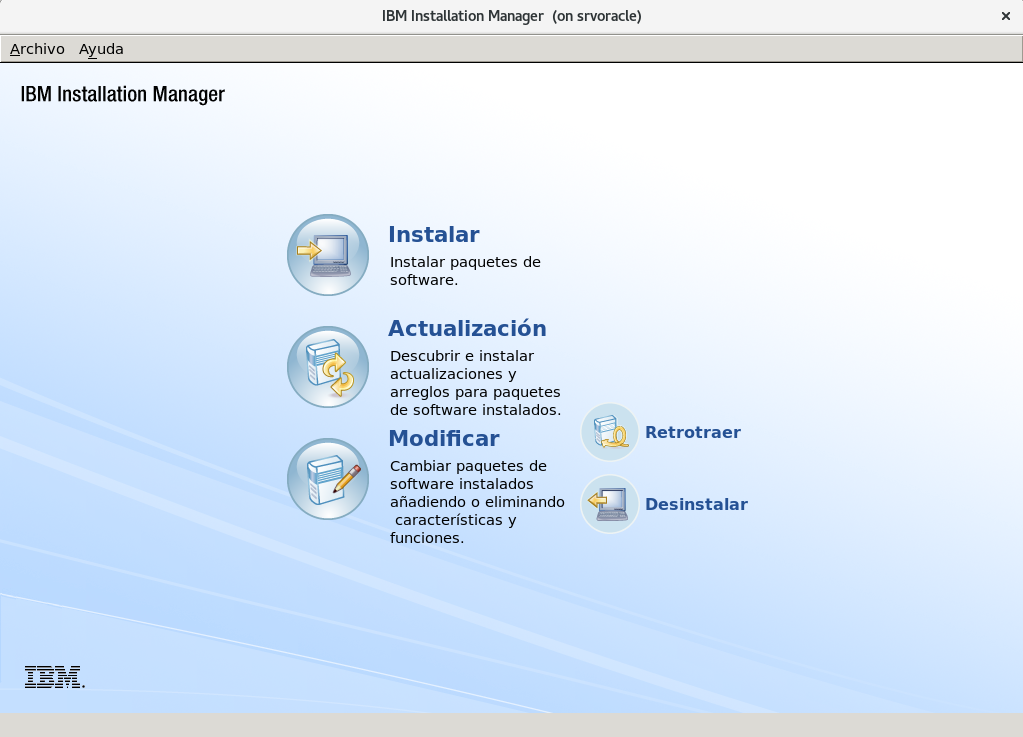 IBM Installation Manager (on srvoracle)
Archivo Ayuda
IBM Installation Manager
Instalar
Instalar paquetes de
software.
Actualización
Descubrir e instalar
actualizaciones y
arreglos para paquetes
de software instalados.
Modificar
Cambiar paquetes de
software instalados
añadiendo o eliminando
características y
funciones.
Retrotraer
Desinstalar
IBM.